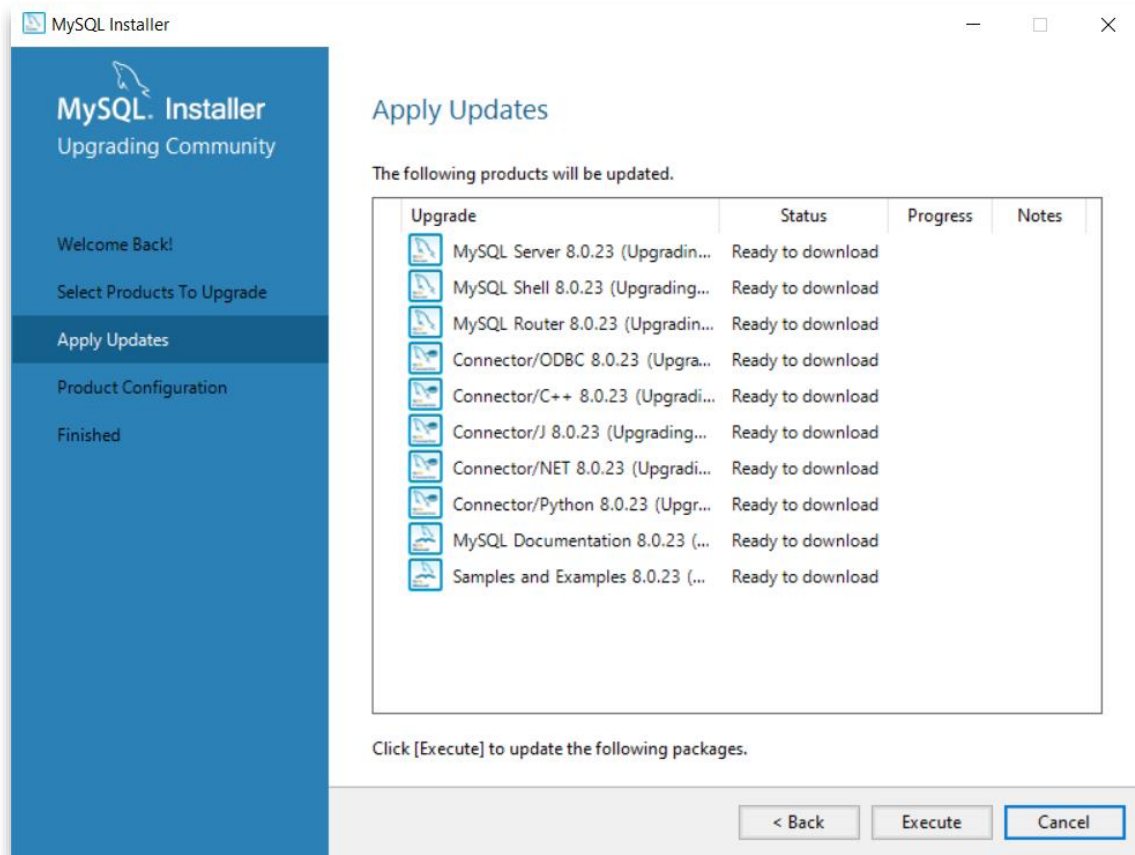 MySQL Installer
MySQL. Installer
Upgrading Community
Welcome Back!
Select Products To Upgrade
Apply Updates
Product Configuration
Finished
Apply Updates
The following products will be updated.
Upgrade Status Progress Notes
MySQL Server 8.0.23 (Upgradin... Ready to download
MySQL Shell 8.0.23 (Upgrading... Ready to download
MySQL Router 8.0.23 (Upgradin... Ready to download
Connector/ODBC 8.0.23 (Upgra... Ready to download
Connector/C++ 8.0.23 (Upgradi... Ready to download
Connector/J 8.0.23 (Upgrading... Ready to download
Connector/NET 8.0.23 (Upgradi... Ready to download
Connector/Python 8.0.23 (Upgr... Ready to download
MySQL Documentation 8.0.23 (... Ready to download
Samples and Examples 8.0.23 (... Ready to download
Click [Execute] to update the following packages.
< Back Execute Cancel